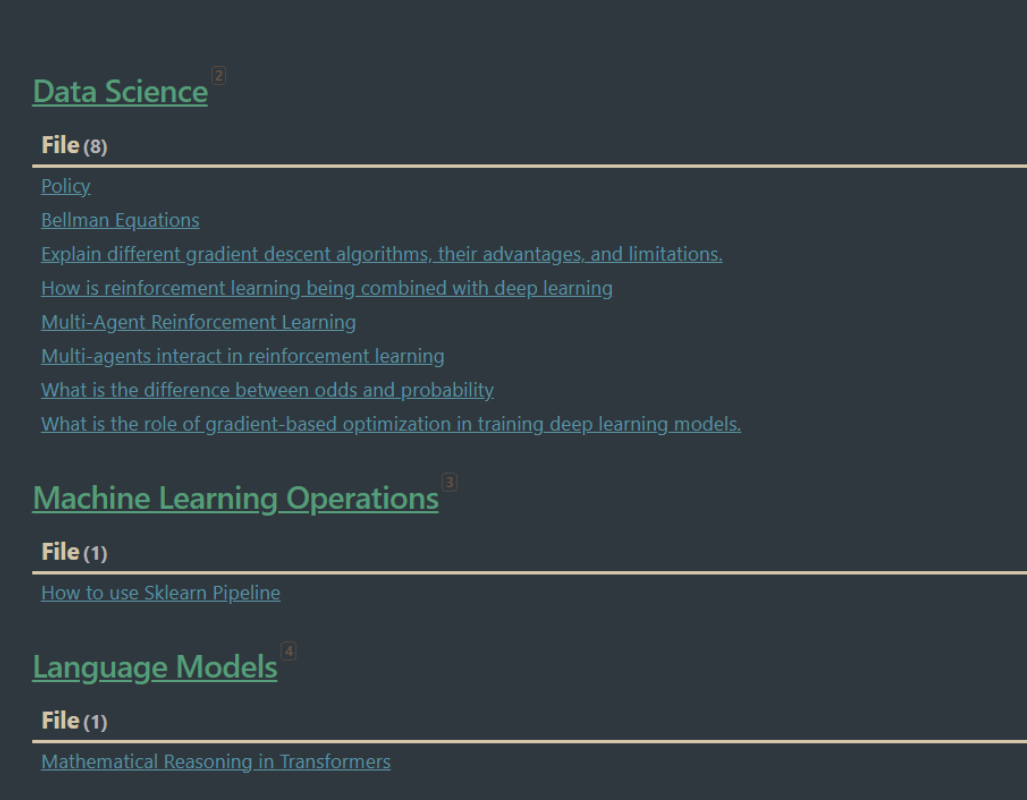 Data Science 2
File (8)
Policy
Bellman Equations
Explain different gradient descent algorithms, their advantages, and limitations.
How is reinforcement learning being combined with deep learning
Multi-Agent Reinforcement Learning
Multi-agents interact in reinforcement learning
What is the difference between odds and probability
What is the role of gradient-based optimization in training deep learning models.
Machine Learning Operations 3
File (1)
How to use Sklearn Pipeline
Language Models 4
File (1)
Mathematical Reasoning in Transformers